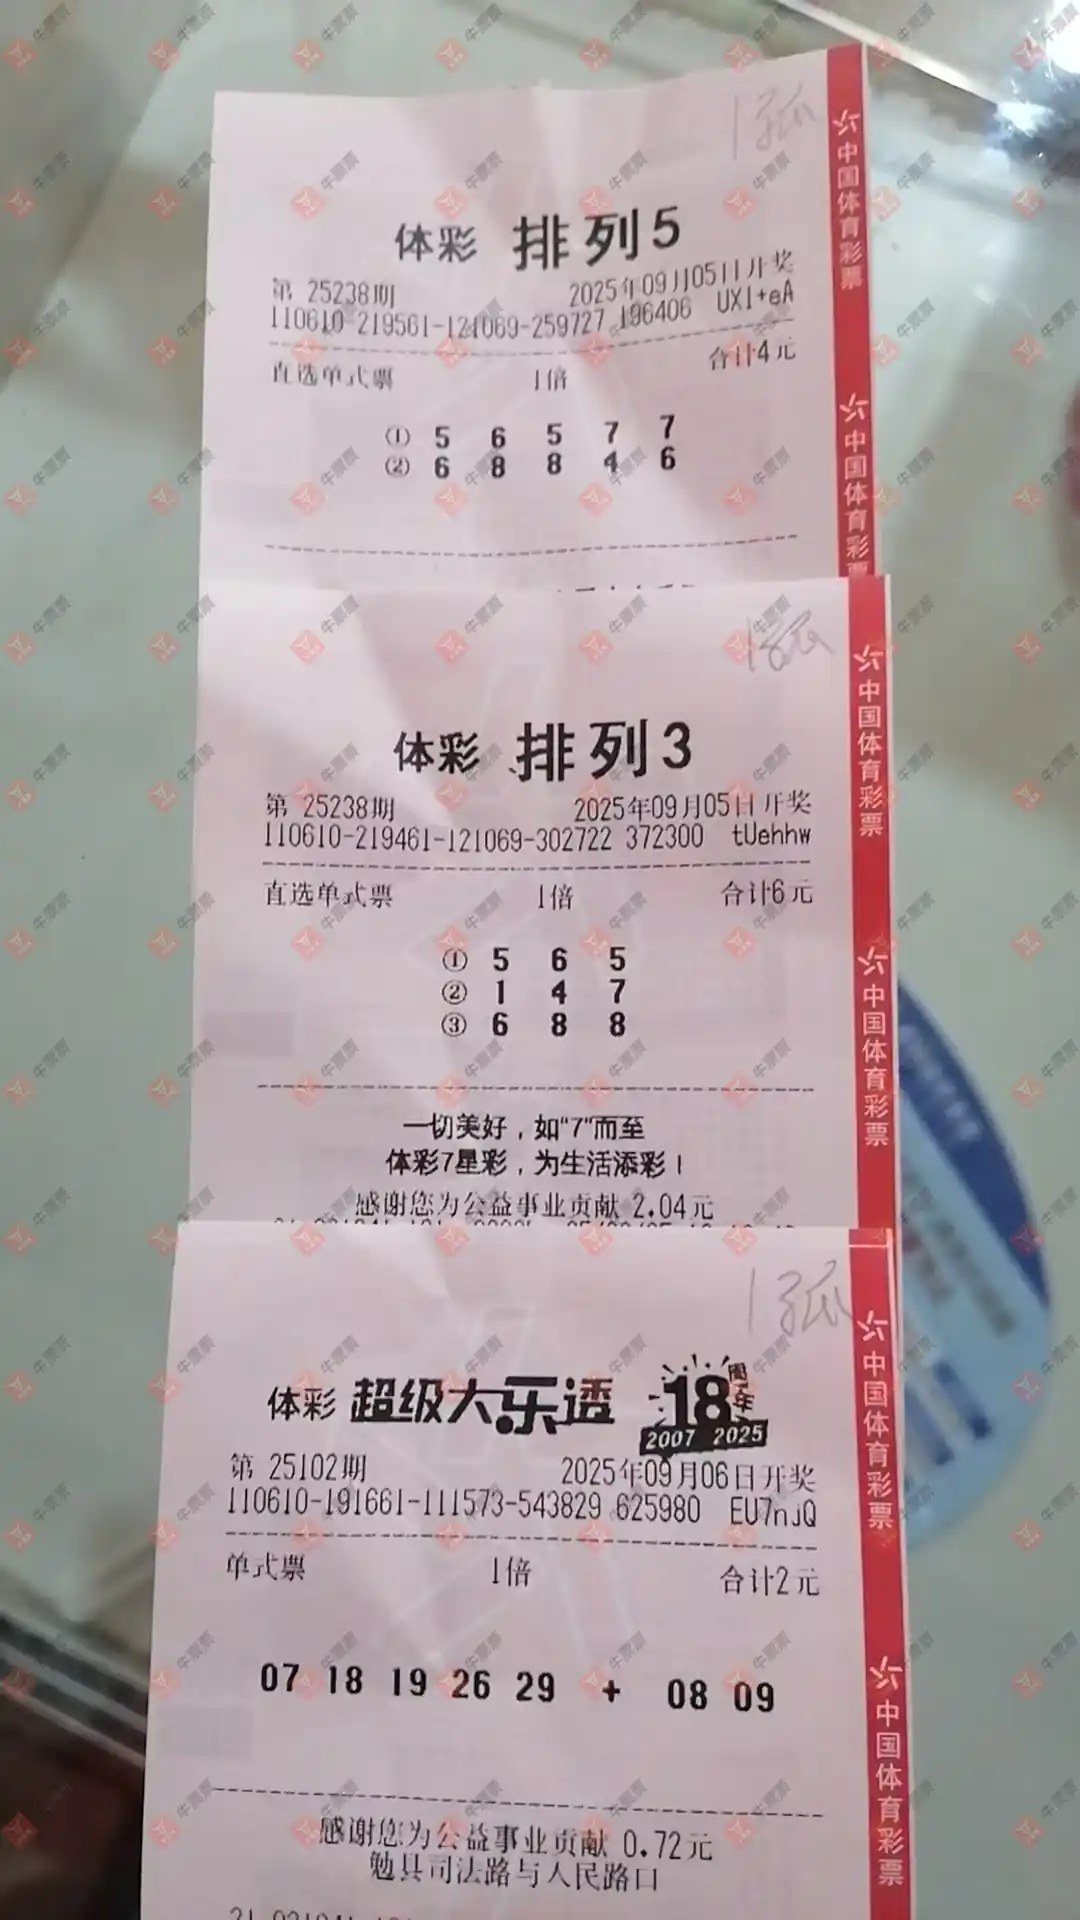 体彩 排列5
第 25238期 2025年09月05日开奖
110610-219561-121069-259727 196406 UXI+eA
直选单式票 1倍 合计4元
① 5 6 5 7 7
② 6 8 8 4 6
中国体育彩票
中国体育彩票
体彩 排列3
第 25238期 2025年09月05日开奖
110610-219461-121069-302722 372300 tUehhw
直选单式票 1倍 合计6元
① 5 6 5
② 1 4 7
③ 6 8 8
一切美好，如“7”而至
体彩7星彩，为生活添彩！
感谢您为公益事业贡献 2.04元
中国体育彩票
中国体育彩票
体彩 超级大乐透 18周年
2007 2025
第 25102期 2025年09月06日开奖
110610-191661-111573-543829 625980 EU7njQ
单式票 1倍 合计2元
07 18 19 26 29 + 08 09
感谢您为公益事业贡献 0.72元
勉县司法路与人民路口
中国体育彩票
中国体育彩票
牛票票